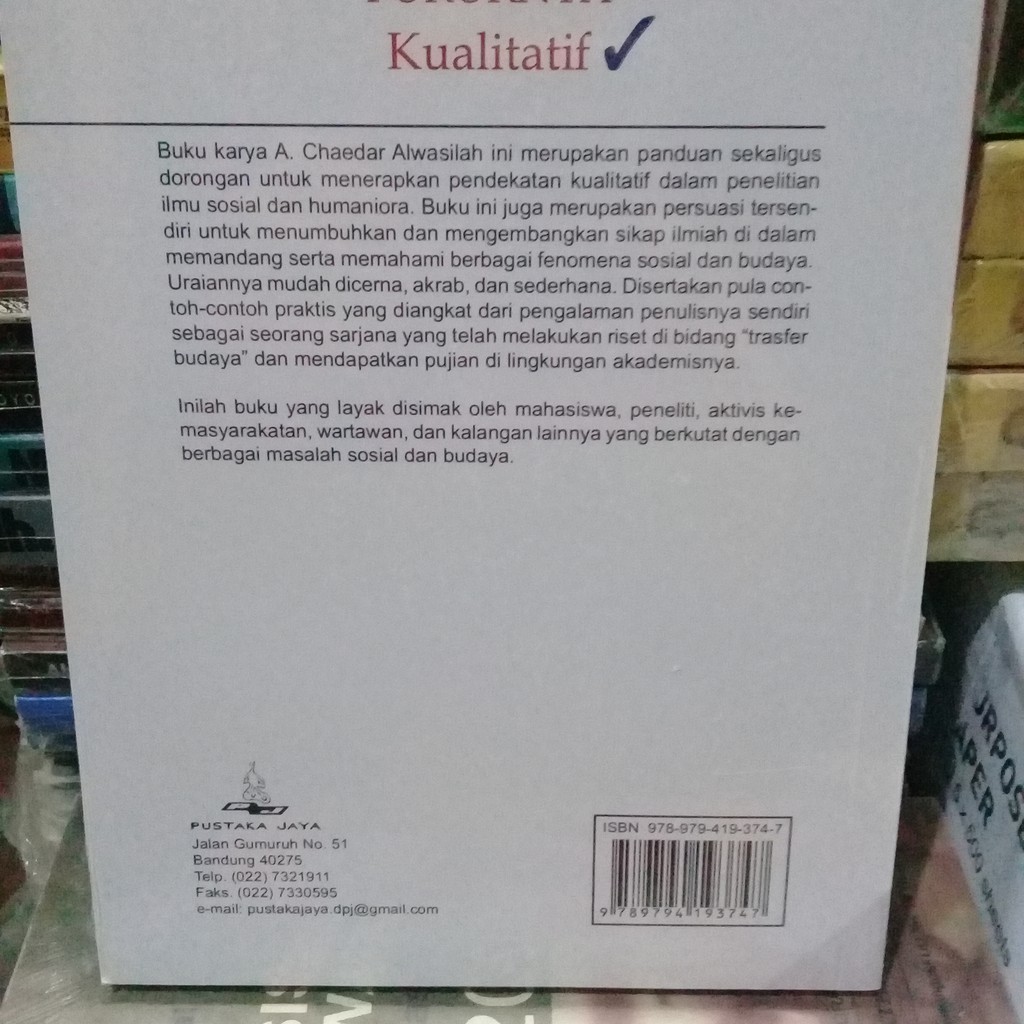 Kualitatif
Buku karya A. Chaedar Alwasilah ini merupakan panduan sekaligus
dorongan untuk menerapkan pendekatan kualitatif dalam penelitian
ilmu sosial dan humaniora. Buku ini juga merupakan persuasi tersen-
diri untuk menumbuhkan dan mengembangkan sikap ilmiah di dalam
memandang serta memahami berbagai fenomena sosial dan budaya.
Uraiannya mudah dicerna, akrab, dan sederhana. Disertakan pula con-
toh-contoh praktis yang diangkat dari pengalaman penulisnya sendiri
sebagai seorang sarjana yang telah melakukan riset di bidang “trasfer
budaya” dan mendapatkan pujian di lingkungan akademisnya.
Inilah buku yang layak disimak oleh mahasiswa, peneliti, aktivis ke-
masyarakatan, wartawan, dan kalangan lainnya yang berkutat dengan
berbagai masalah sosial dan budaya.
PUSTAKA JAYA
Jalan Gumuruh No. 51
Bandung 40275
Telp. (022) 7321911
Faks. (022) 7330595
e-mail: pustakajaya.dpj@gmail.com
ISBN 978-979-419-374-7
9 789794 193747